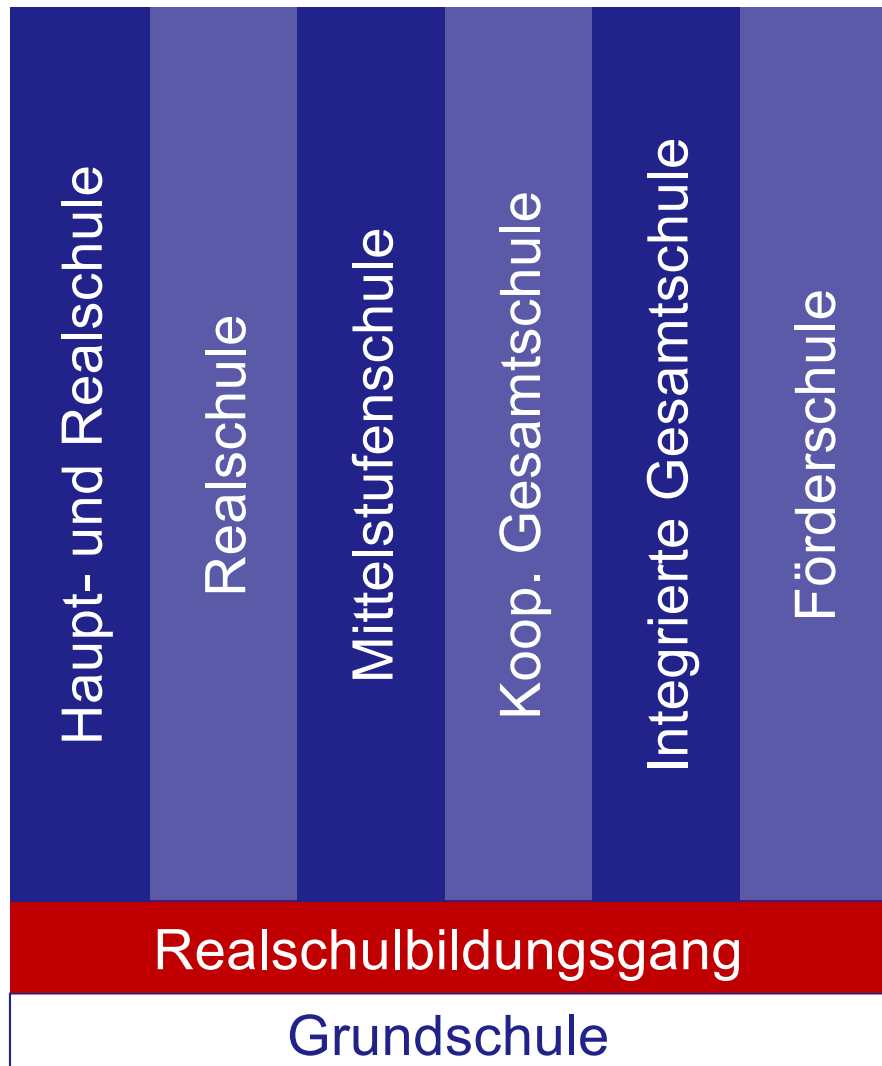 Haupt- und Realschule
Realschule
Mittelstufenschule
Koop. Gesamtschule
Integrierte Gesamtschule
Förderschule
Realschulbildungsgang
Grundschule